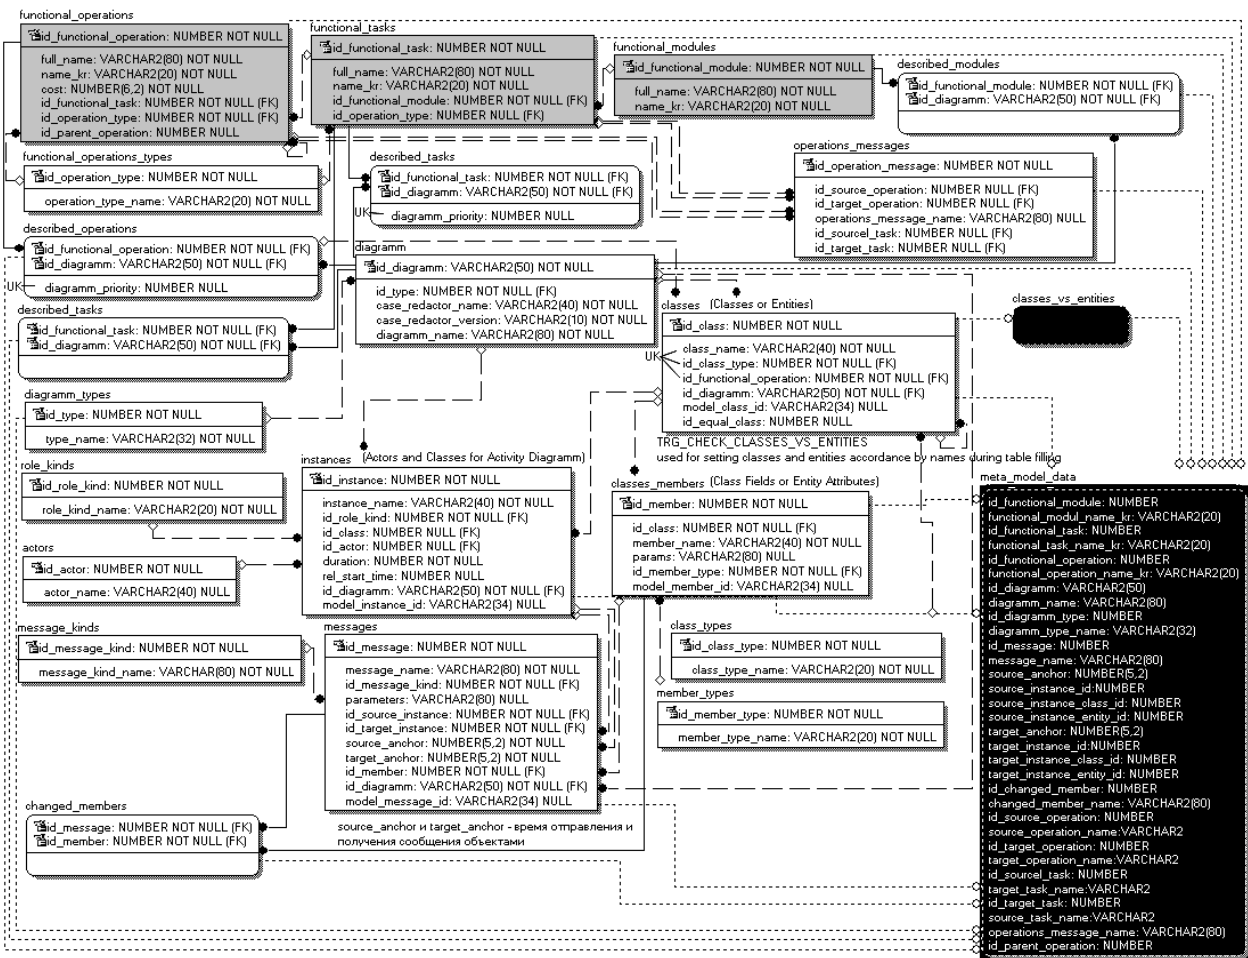 functional_operations
id_functional_operation: NUMBER NOT NULL
full_name: VARCHAR2(80) NOT NULL
name_kr: VARCHAR2(20) NOT NULL
cost: NUMBER(6,2) NOT NULL
id_functional_task: NUMBER NOT NULL (FK)
id_operation_type: NUMBER NOT NULL (FK)
id_parent_operation: NUMBER NULL
functional_tasks
id_functional_task: NUMBER NOT NULL
full_name: VARCHAR2(80) NOT NULL
name_kr: VARCHAR2(20) NOT NULL
id_functional_module: NUMBER NOT NULL (FK)
id_operation_type: NUMBER NOT NULL (FK)
functional_modules
id_functional_module: NUMBER NOT NULL
full_name: VARCHAR2(80) NOT NULL
name_kr: VARCHAR2(20) NOT NULL
described_modules
id_functional_module: NUMBER NOT NULL (FK)
id_diagramm: VARCHAR2(50) NOT NULL (FK)
functional_operations_types
id_operation_type: NUMBER NOT NULL
operation_type_name: VARCHAR2(20) NOT NULL
described_tasks
id_functional_task: NUMBER NOT NULL (FK)
id_diagramm: VARCHAR2(50) NOT NULL (FK)
UK
diagramm_priority: NUMBER NULL
operations_messages
id_operation_message: NUMBER NOT NULL
id_source_operation: NUMBER NULL (FK)
id_target_operation: NUMBER NULL (FK)
operations_message_name: VARCHAR2(80) NULL
id_sourcel_task: NUMBER NULL (FK)
id_target_task: NUMBER NULL (FK)
described_operations
id_functional_operation: NUMBER NOT NULL (FK)
id_diagramm: VARCHAR2(50) NOT NULL (FK)
UK
diagramm_priority: NUMBER NOT NULL
diagramm
id_diagramm: VARCHAR2(50) NOT NULL
id_type: NUMBER NOT NULL (FK)
case_redactor_name: VARCHAR2(40) NOT NULL
case_redactor_version: VARCHAR2(10) NOT NULL
diagramm_name: VARCHAR2(80) NOT NULL
classes (Classes or Entities)
id_class: NUMBER NOT NULL
UK
class_name: VARCHAR2(40) NOT NULL
id_class_type: NUMBER NOT NULL (FK)
id_functional_operation: NUMBER NOT NULL (FK)
id_diagramm: VARCHAR2(50) NOT NULL (FK)
model_class_id: VARCHAR2(34) NULL
id_equal_class: NUMBER NULL
TRG_CHECK_CLASSES_VS_ENTITIES
used for setting classes and entities accordance by names during table filling
classes_vs_entities
described_tasks
id_functional_task: NUMBER NOT NULL (FK)
id_diagramm: VARCHAR2(50) NOT NULL (FK)
diagramm_types
id_type: NUMBER NOT NULL
type_name: VARCHAR2(32) NOT NULL
role_kinds
id_role_kind: NUMBER NOT NULL
role_kind_name: VARCHAR2(20) NOT NULL
instances (Actors and Classes for Activity Diagramm)
id_instance: NUMBER NOT NULL
instance_name: VARCHAR2(40) NOT NULL
id_role_kind: NUMBER NOT NULL (FK)
id_class: NUMBER NOT NULL (FK)
id_actor: NUMBER NOT NULL (FK)
duration: NUMBER NOT NULL
rel_start_time: NUMBER NULL
id_diagramm: VARCHAR2(50) NOT NULL (FK)
model_instance_id: VARCHAR2(34) NULL
classes_members (Class Fields or Entity Attributes)
id_member: NUMBER NOT NULL
id_class: NUMBER NOT NULL (FK)
member_name: VARCHAR2(40) NOT NULL
params: VARCHAR2(80) NULL
id_member_type: NUMBER NOT NULL (FK)
model_member_id: VARCHAR2(34) NULL
actors
id_actor: NUMBER NOT NULL
actor_name: VARCHAR2(40) NULL
message_kinds
id_message_kind: NUMBER NOT NULL
message_kind_name: VARCHAR(80) NOT NULL
messages
id_message: NUMBER NOT NULL
message_name: VARCHAR2(80) NOT NULL
id_message_kind: NUMBER NOT NULL (FK)
parameters: VARCHAR2(80) NULL
id_source_instance: NUMBER NOT NULL (FK)
id_target_instance: NUMBER NOT NULL (FK)
source_anchor: NUMBER(5,2) NOT NULL
target_anchor: NUMBER(5,2) NOT NULL
id_member: NUMBER NOT NULL (FK)
id_diagramm: VARCHAR2(50) NOT NULL (FK)
model_message_id: VARCHAR2(34) NULL
source_anchor и target_anchor - время отправления и
получения сообщения объектами
class_types
id_class_type: NUMBER NOT NULL
class_type_name: VARCHAR2(20) NOT NULL
member_types
id_member_type: NUMBER NOT NULL
member_type_name: VARCHAR2(20) NOT NULL
changed_members
id_message: NUMBER NOT NULL (FK)
id_member: NUMBER NOT NULL (FK)
meta_model_data
id_functional_module: NUMBER
functional_modul_name_kr: VARCHAR2(20)
id_functional_task: NUMBER
functional_task_name_kr: VARCHAR2(20)
id_functional_operation: NUMBER
functional_operation_name_kr: VARCHAR2(20)
id_diagramm: VARCHAR2(50)
diagramm_name: VARCHAR2(80)
id_diagramm_type: NUMBER
diagramm_type_name: VARCHAR2(32)
id_message: NUMBER
message_name: VARCHAR2(80)
source_anchor: NUMBER(5,2)
source_instance_id:NUMBER
source_instance_class_id: NUMBER
source_instance_entity_id: NUMBER
target_anchor: NUMBER(5,2)
target_instance_id:NUMBER
target_instance_class_id: NUMBER
target_instance_entity_id: NUMBER
id_changed_member: NUMBER
changed_member_name: VARCHAR2(80)
id_source_operation: NUMBER
source_operation_name:VARCHAR2
id_target_operation: NUMBER
target_operation_name:VARCHAR2
id_sourcel_task: NUMBER
target_task_name:VARCHAR2
id_target_task: NUMBER
source_task_name:VARCHAR2
operations_message_name: VARCHAR2(80)
id_parent_operation: NUMBER